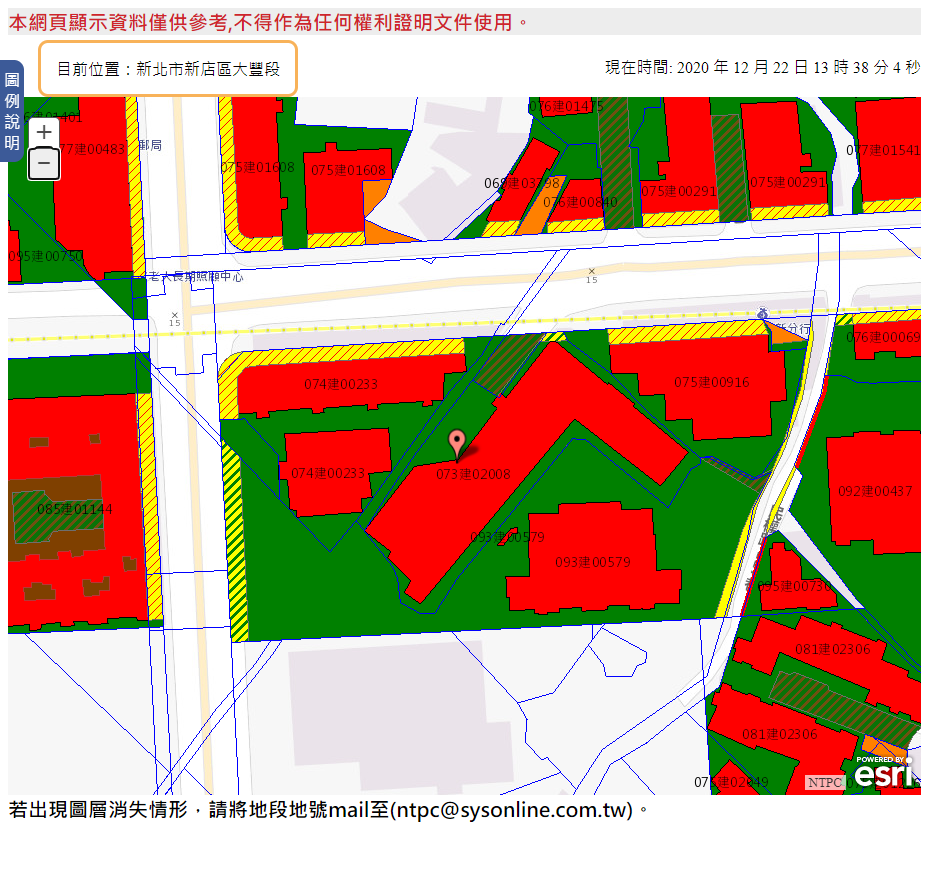 本網頁顯示資料僅供參考,不得作為任何權利證明文件使用。
目前位置：新北市新店區大豐段
現在時間: 2020 年 12 月 22 日 13 時 38 分 4 秒
圖例說明
+
−
077建00483
郵局
076建01608
075建01608
076建01475
069建03798
076建00840
075建00291
075建00291
077建01541
095建00750
老大長期照顧中心
15
15
分行
074建00233
075建00916
076建00069
074建00233
073建02008
092建00437
085建01144
093建00579
093建00579
095建00730
081建02306
081建02306
POWERED BY
esri
NTPC
若出現圖層消失情形，請將地段地號mail至(ntpc@sysonline.com.tw)。